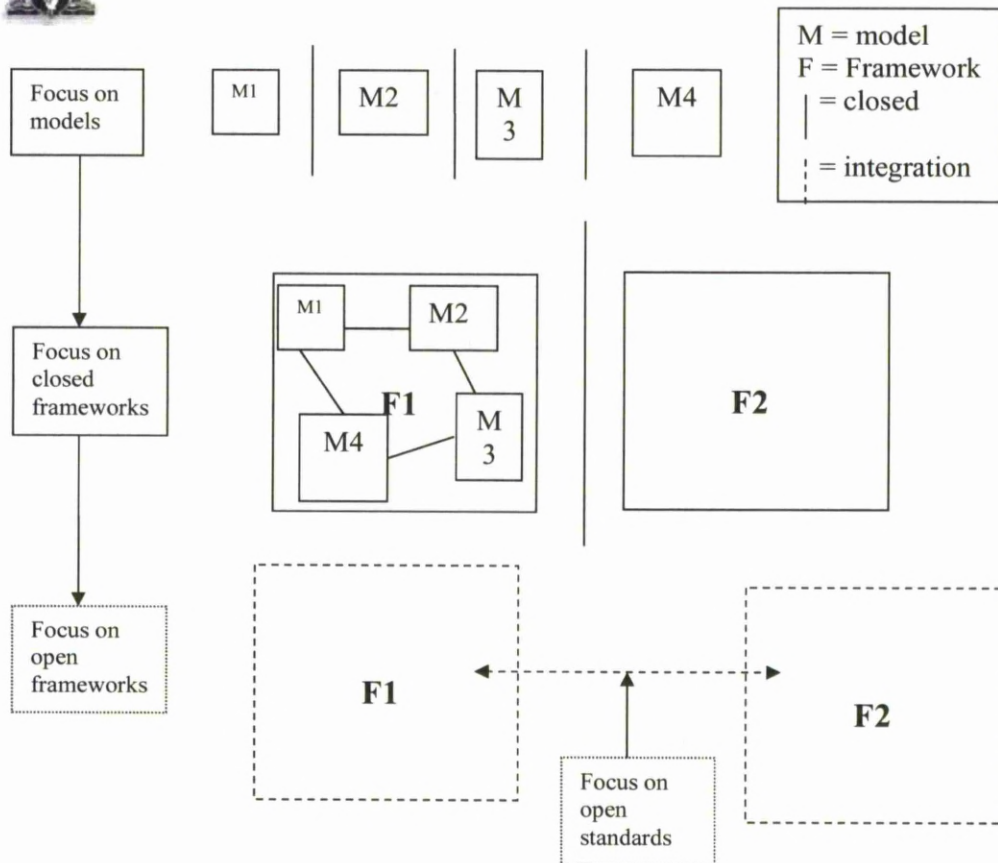 M = model
F = Framework
= closed
= integration
Focus on
models
M1
M2
M
3
M4
Focus on
closed
frameworks
M1
M2
F1
M4
M
3
F2
Focus on
open
frameworks
F1
F2
Focus on
open
standards